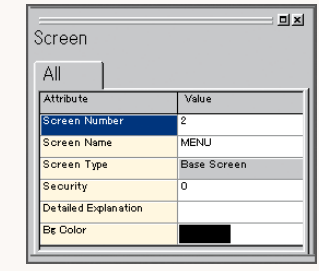 Screen
All
Attribute Value
Screen Number 2
Screen Name MENU
Screen Type Base Screen
Security 0
Detailed Explanation
Bg Color